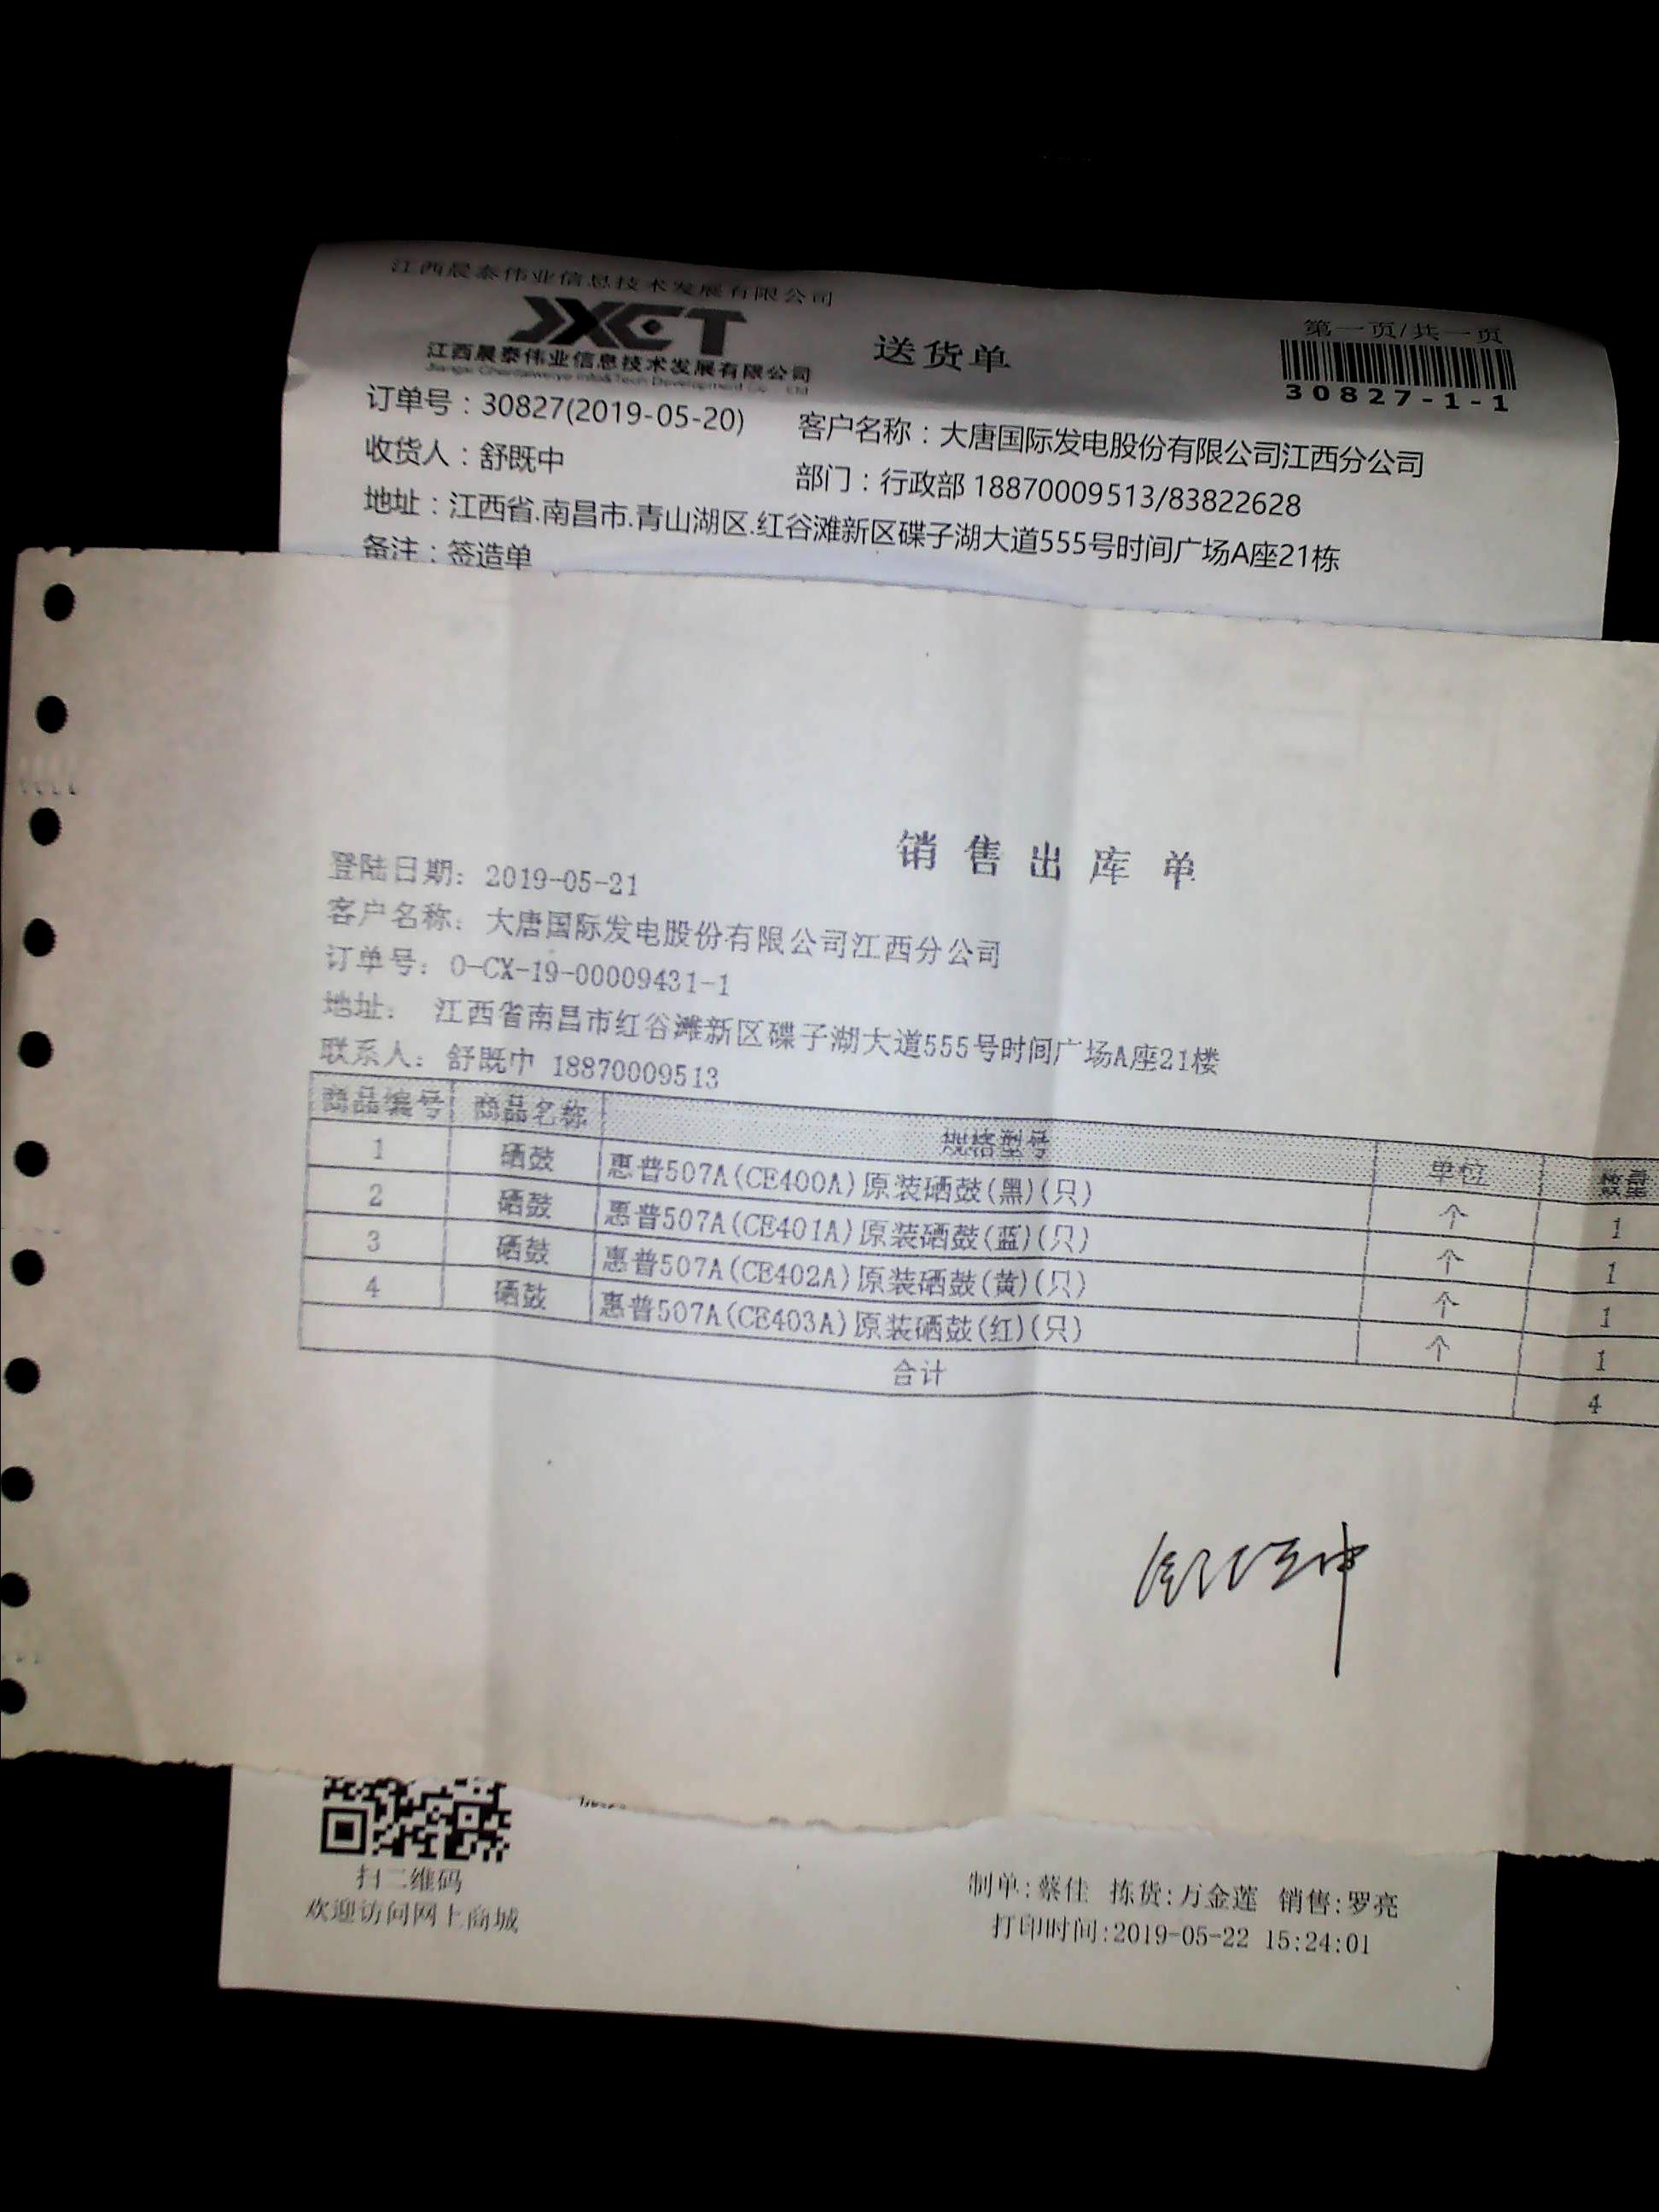 江西晨泰伟业信息技术发展有限公司
JXCT
江西晨泰伟业信息技术发展有限公司
送货单
第一页/共一页
30827-1-1
订单号：30827(2019-05-20)
客户名称：大唐国际发电股份有限公司江西分公司
收货人：舒既中
部门：行政部 18870009513/83822628
地址：江西省.南昌市.青山湖区.红谷滩新区碟子湖大道555号时间广场A座21栋
备注：签造单
销售出库单
登陆日期：2019-05-21
客户名称：大唐国际发电股份有限公司江西分公司
订单号：O-CX-19-00009431-1
地址： 江西省南昌市红谷滩新区碟子湖大道555号时间广场A座21楼
联系人：舒既中 18870009513
商品编号 商品名称 规格型号 单位 数量
1 硒鼓 惠普507A(CE400A)原装硒鼓(黑)(只) 个 1
2 硒鼓 惠普507A(CE401A)原装硒鼓(蓝)(只) 个 1
3 硒鼓 惠普507A(CE402A)原装硒鼓(黄)(只) 个 1
4 硒鼓 惠普507A(CE403A)原装硒鼓(红)(只) 个 1
合计 4
舒既中
扫二维码
欢迎访问网上商城
制单:蔡佳 拣货:万金莲 销售:罗亮
打印时间:2019-05-22 15:24:01